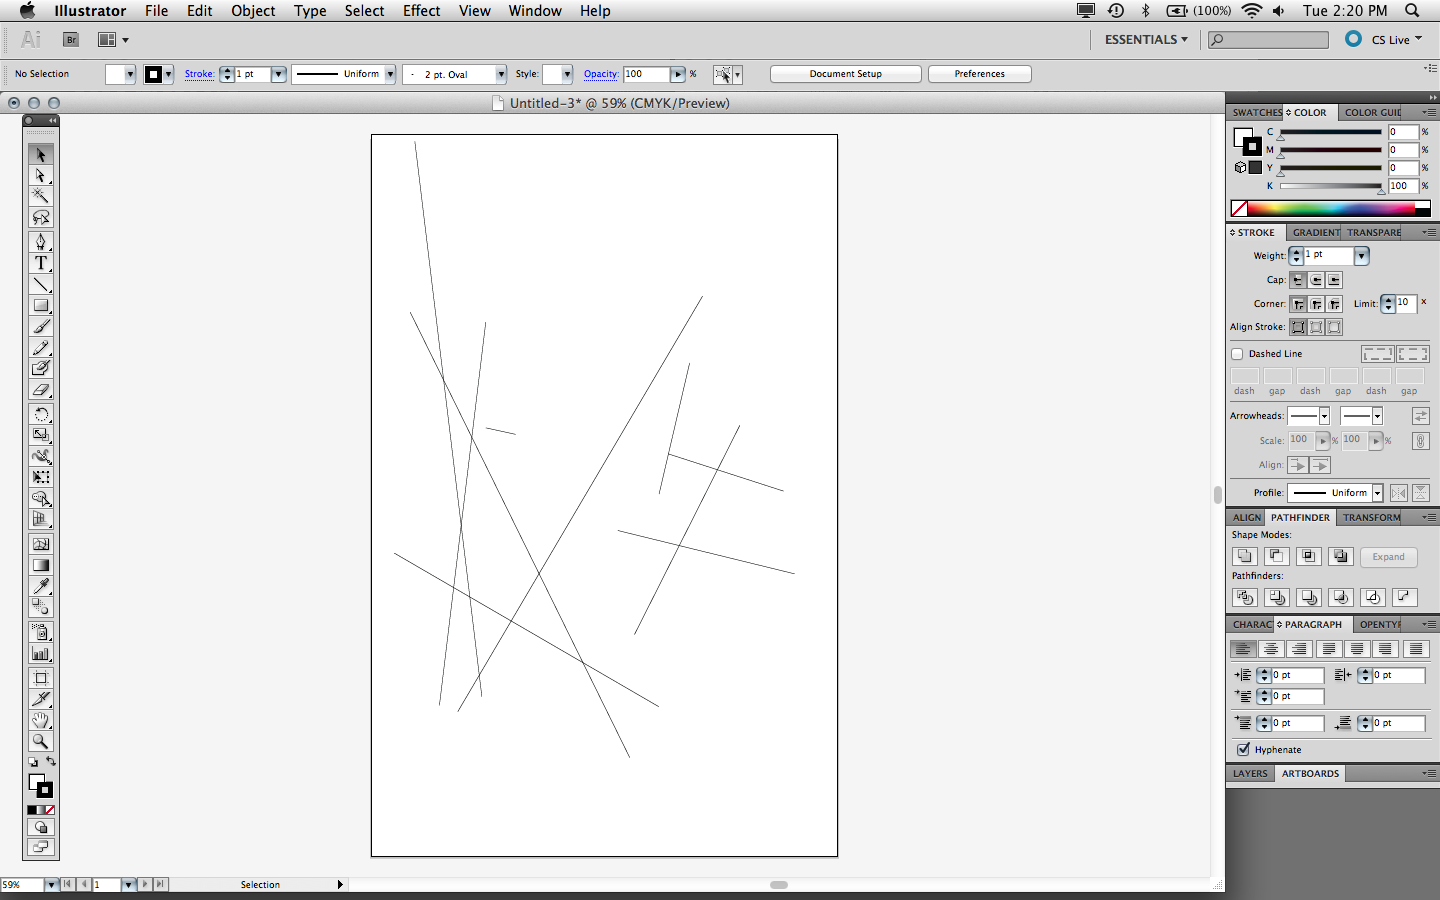 Illustrator File Edit Object Type Select Effect View Window Help (100%) Tue 2:20 PM
Ai Br ESSENTIALS CS Live
No Selection Stroke: 1 pt Uniform 2 pt. Oval Style: Opacity: 100 % Document Setup Preferences
Untitled-3* @ 59% (CMYK/Preview)
SWATCHES COLOR COLOR GUID
C 0 %
M 0 %
Y 0 %
K 100 %
STROKE GRADIENT TRANSPARE
Weight: 1 pt
Cap:
Corner: Limit: 10 x
Align Stroke:
Dashed Line
dash gap dash gap dash gap
Arrowheads:
Scale: 100 % 100 %
Align:
Profile: Uniform
ALIGN PATHFINDER TRANSFORM
Shape Modes:
Expand
Pathfinders:
CHARAC PARAGRAPH OPENTYP
0 pt 0 pt
0 pt
0 pt 0 pt
Hyphenate
LAYERS ARTBOARDS
T
59% 1 Selection